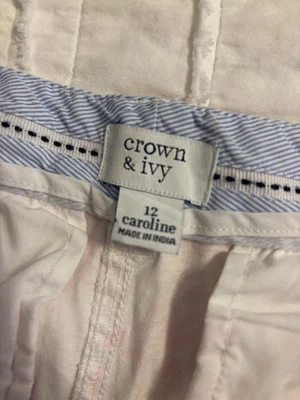 crown
& ivy
12
caroline
MADE IN INDIA